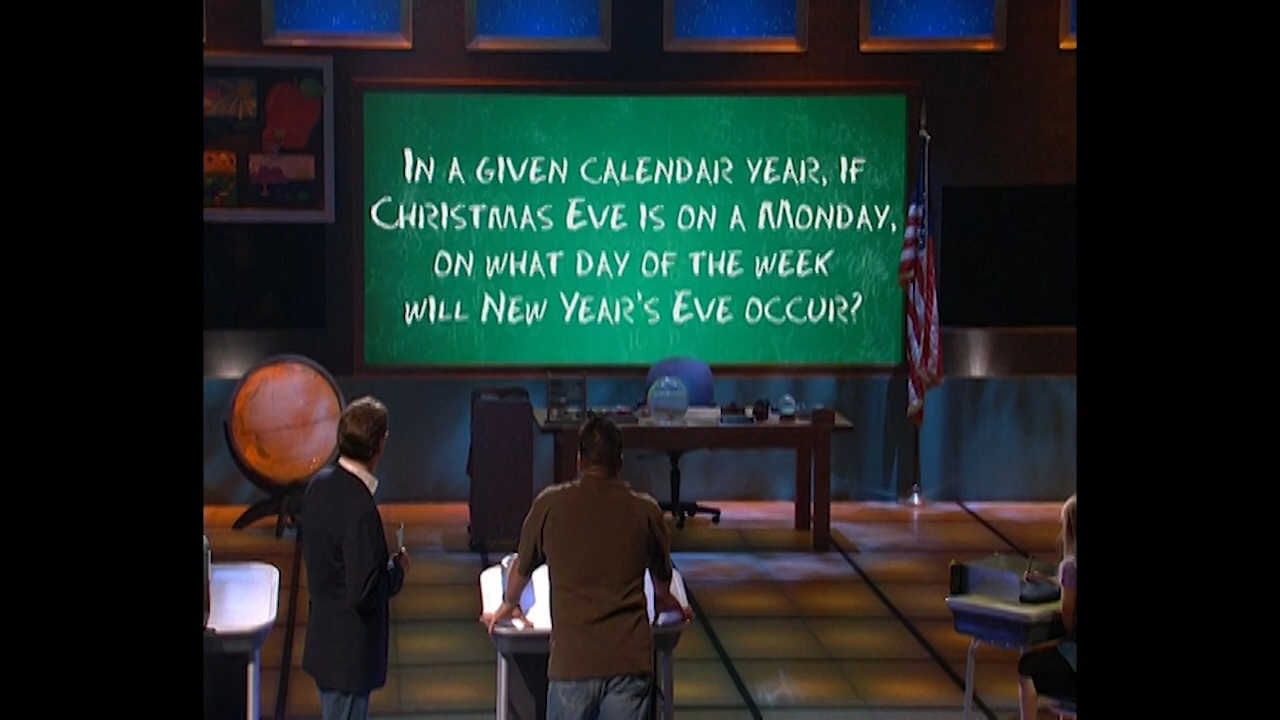 In a given calendar year, if
Christmas Eve is on a Monday,
on what day of the week
will New Year's Eve occur?